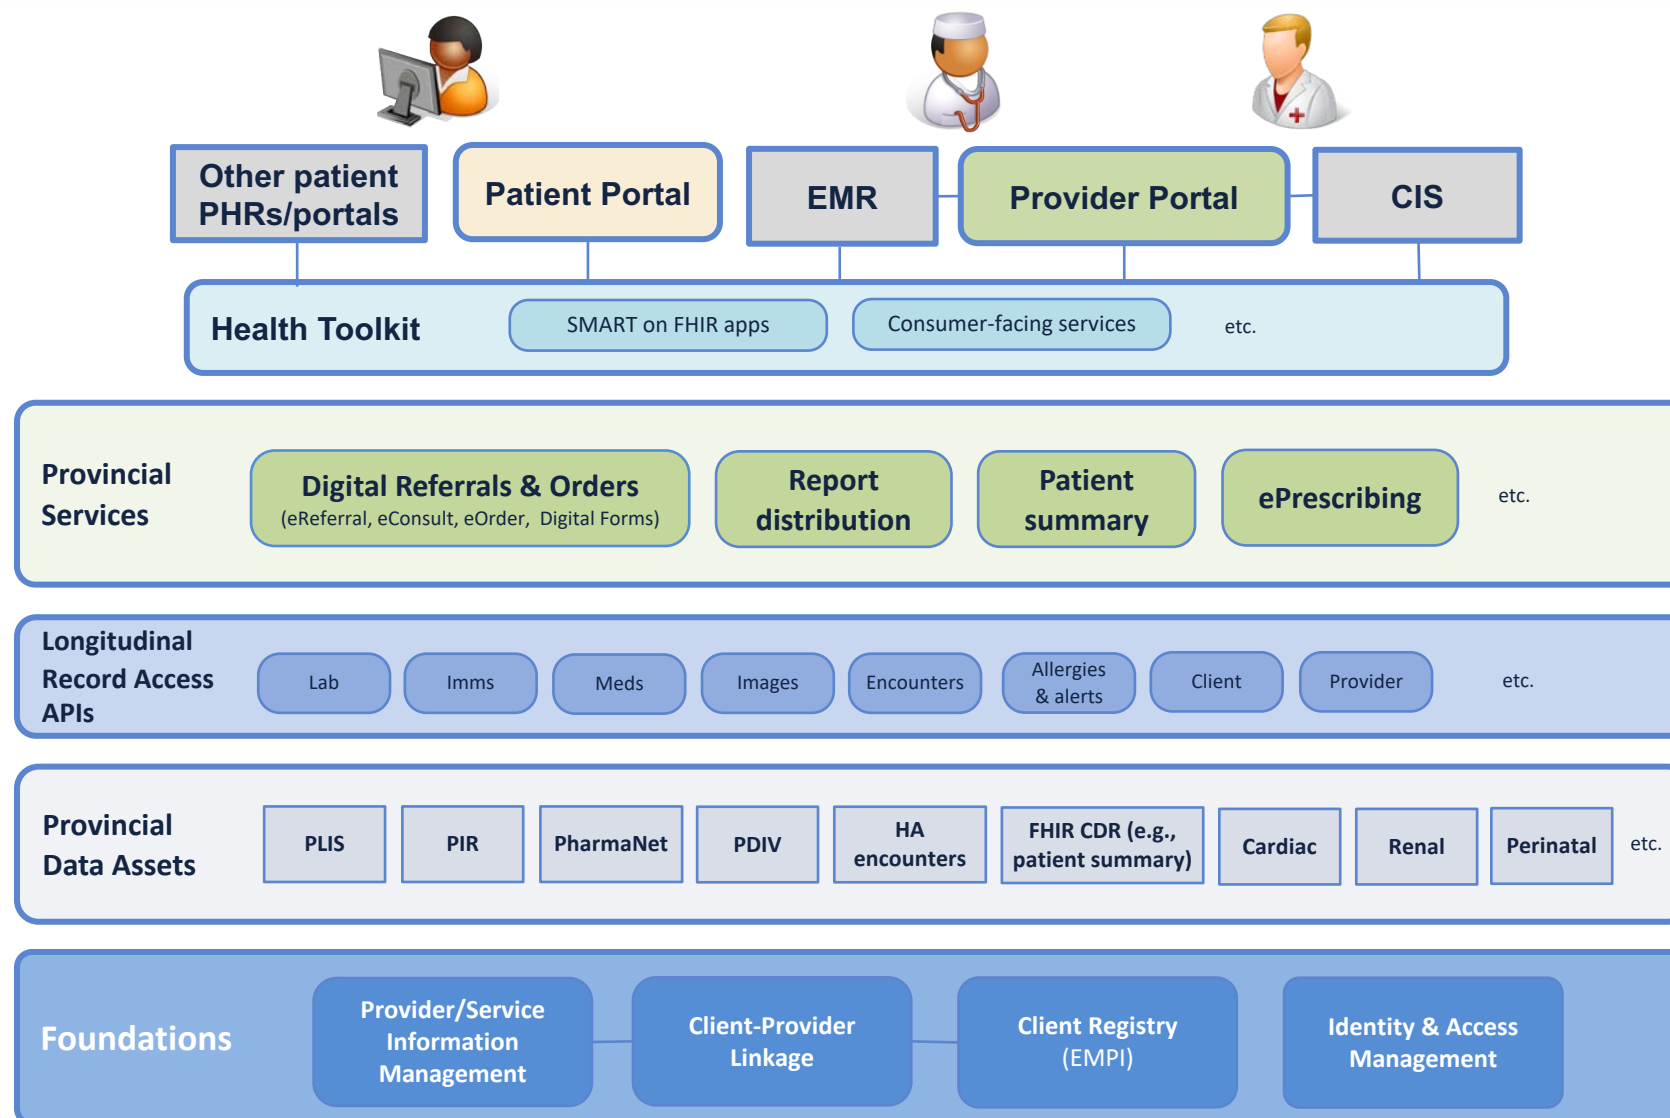 Other patient
PHRs/portals
Patient Portal
EMR
Provider Portal
CIS
Health Toolkit
SMART on FHIR apps
Consumer-facing services
etc.
Provincial
Services
Digital Referrals & Orders
(eReferral, eConsult, eOrder, Digital Forms)
Report
distribution
Patient
summary
ePrescribing
etc.
Longitudinal
Record Access
APIs
Lab
Imms
Meds
Images
Encounters
Allergies
& alerts
Client
Provider
etc.
Provincial
Data Assets
PLIS
PIR
PharmaNet
PDIV
HA
encounters
FHIR CDR (e.g.,
patient summary)
Cardiac
Renal
Perinatal
etc.
Foundations
Provider/Service
Information
Management
Client-Provider
Linkage
Client Registry
(EMPI)
Identity & Access
Management